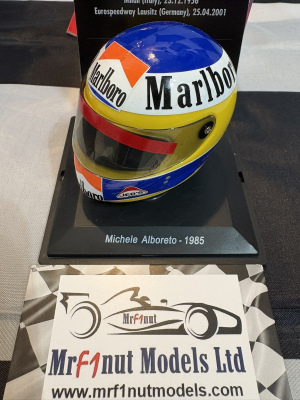 Milan (Italy), 23.12.1956
Eurospeedway Lausitz (Germany), 25.04.2001
Marlboro
Marlboro
Michele Alboreto - 1985
MrF1nut
MrF1nut Models Ltd
www.mrf1nutmodels.com